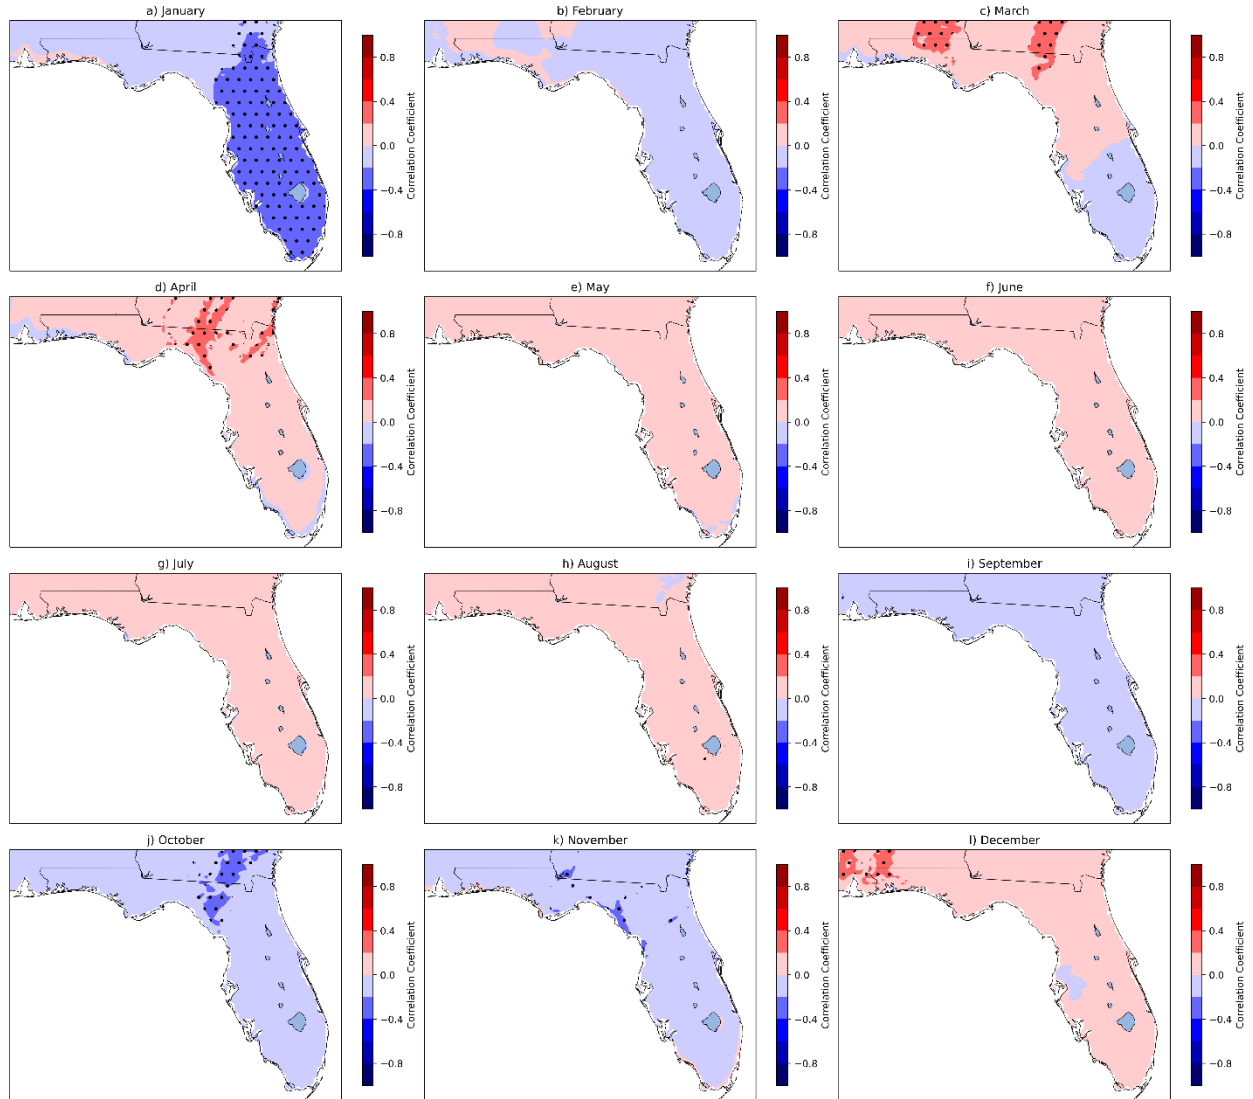 a) January
0.8
0.4
0.0
−0.4
−0.8
Correlation Coefficient
b) February
0.8
0.4
0.0
−0.4
−0.8
Correlation Coefficient
c) March
0.8
0.4
0.0
−0.4
−0.8
Correlation Coefficient
d) April
0.8
0.4
0.0
−0.4
−0.8
Correlation Coefficient
e) May
0.8
0.4
0.0
−0.4
−0.8
Correlation Coefficient
f) June
0.8
0.4
0.0
−0.4
−0.8
Correlation Coefficient
g) July
0.8
0.4
0.0
−0.4
−0.8
Correlation Coefficient
h) August
0.8
0.4
0.0
−0.4
−0.8
Correlation Coefficient
i) September
0.8
0.4
0.0
−0.4
−0.8
Correlation Coefficient
j) October
0.8
0.4
0.0
−0.4
−0.8
Correlation Coefficient
k) November
0.8
0.4
0.0
−0.4
−0.8
Correlation Coefficient
l) December
0.8
0.4
0.0
−0.4
−0.8
Correlation Coefficient